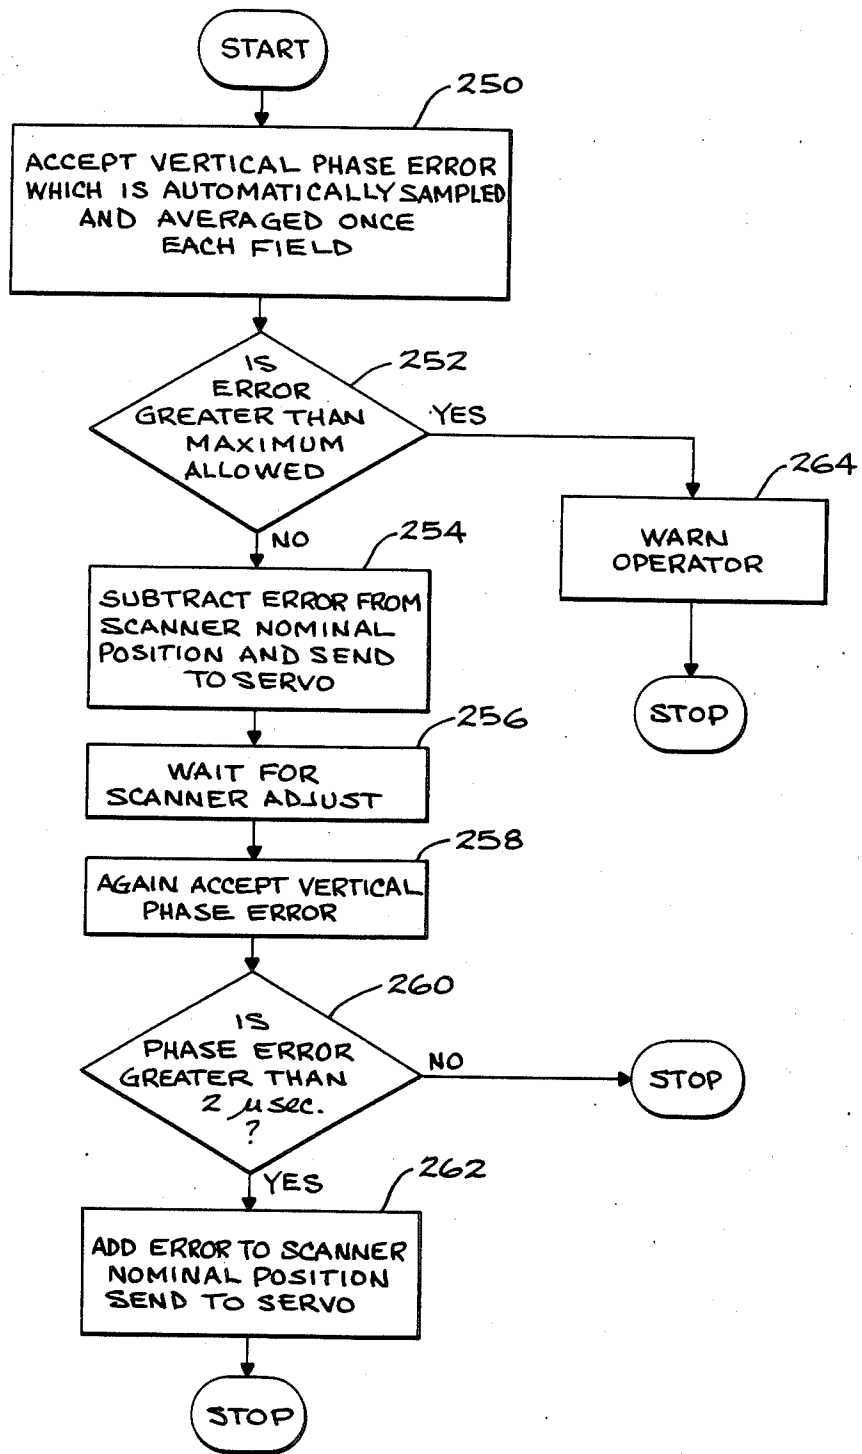 START
250
ACCEPT VERTICAL PHASE ERROR
WHICH IS AUTOMATICALLY SAMPLED
AND AVERAGED ONCE
EACH FIELD
252
IS
ERROR
GREATER THAN
MAXIMUM
ALLOWED
YES
264
WARN
OPERATOR
STOP
NO
254
SUBTRACT ERROR FROM
SCANNER NOMINAL
POSITION AND SEND
TO SERVO
256
WAIT FOR
SCANNER ADJUST
258
AGAIN ACCEPT VERTICAL
PHASE ERROR
260
IS
PHASE ERROR
GREATER THAN
2 μsec.
?
NO
STOP
YES
262
ADD ERROR TO SCANNER
NOMINAL POSITION
SEND TO SERVO
STOP